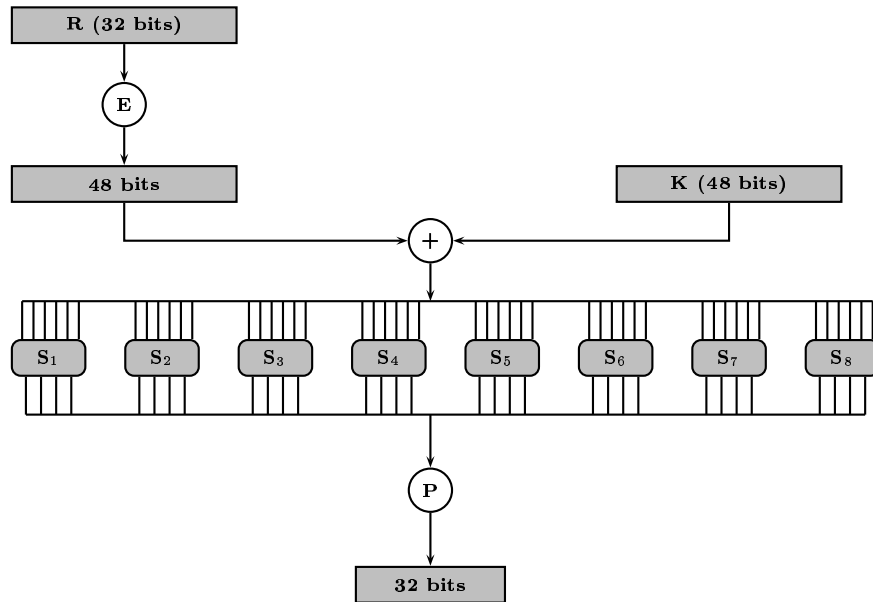 R (32 bits)
E
48 bits
K (48 bits)
+
S₁ S₂ S₃ S₄ S₅ S₆ S₇ S₈
P
32 bits